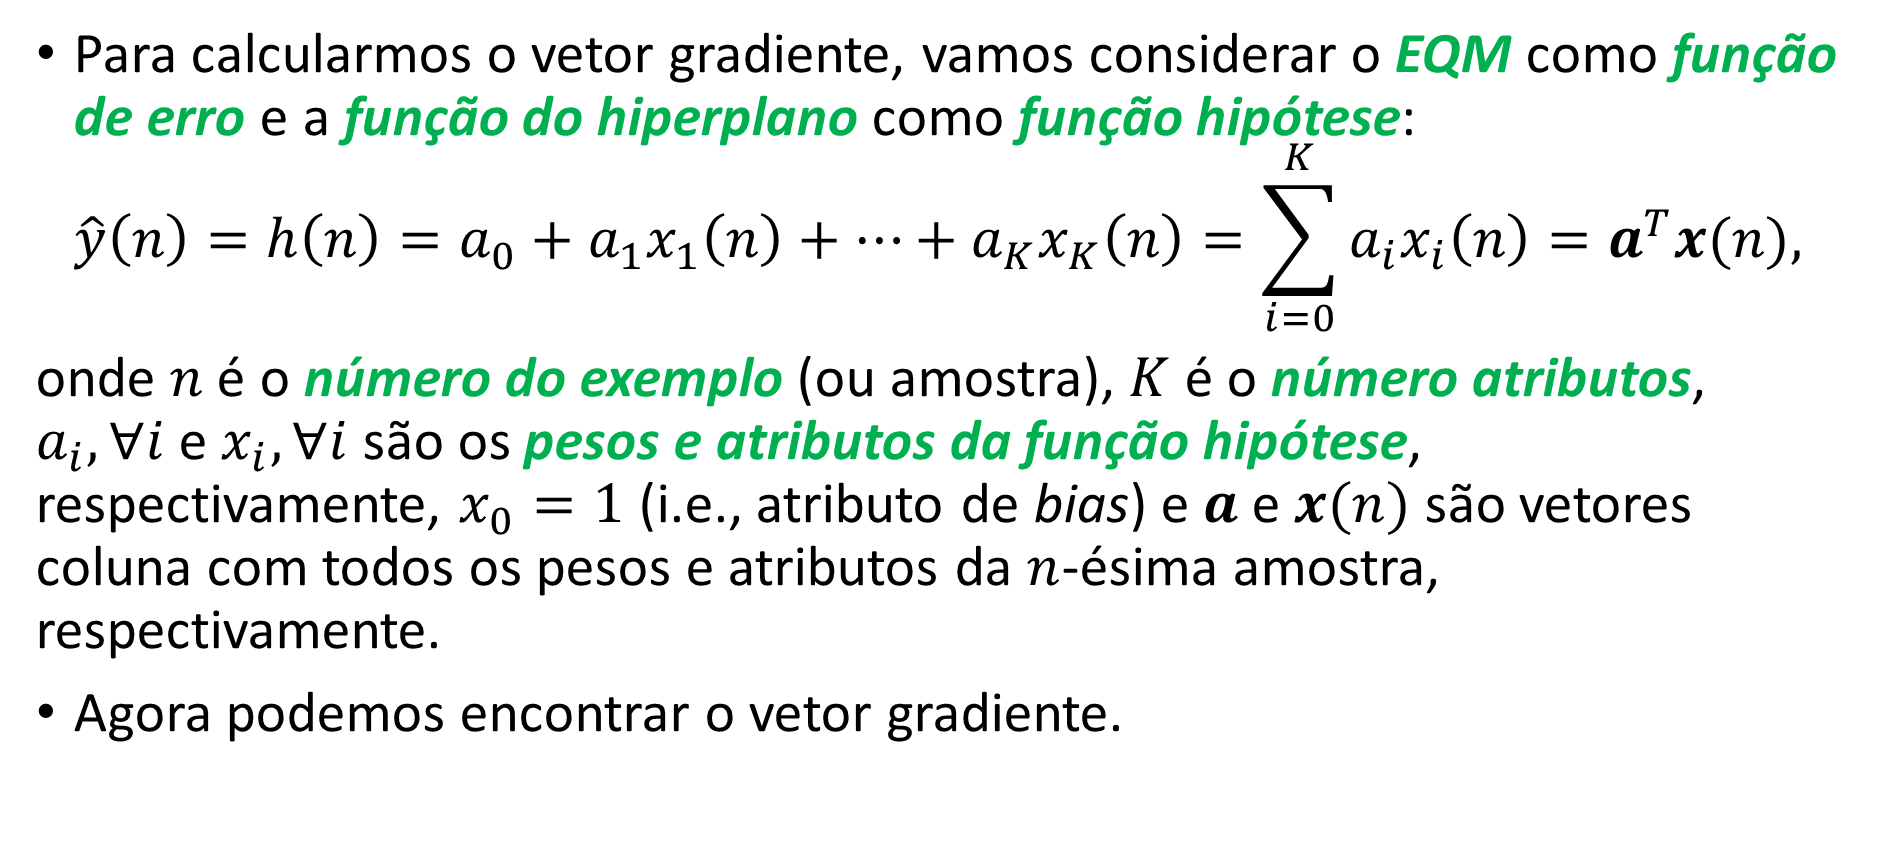 • Para calcularmos o vetor gradiente, vamos considerar o EQM como função
de erro e a função do hiperplano como função hipótese:
ŷ(n) = h(n) = a₀ + a₁x₁(n) + ⋯ + a_K x_K(n) = ∑_{i=0}^{K} aᵢxᵢ(n) = 𝒂ᵀ𝒙(n),
onde n é o número do exemplo (ou amostra), K é o número atributos,
aᵢ, ∀i e xᵢ, ∀i são os pesos e atributos da função hipótese,
respectivamente, x₀ = 1 (i.e., atributo de bias) e 𝒂 e 𝒙(n) são vetores
coluna com todos os pesos e atributos da n-ésima amostra,
respectivamente.
• Agora podemos encontrar o vetor gradiente.